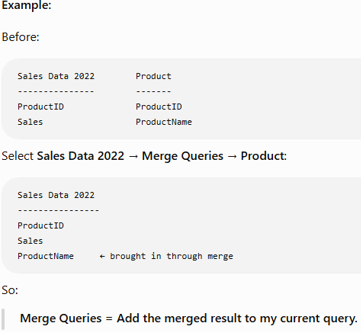 Example:
Before:
Sales Data 2022        Product
---------------        -------
ProductID              ProductID
Sales                  ProductName
Select Sales Data 2022 → Merge Queries → Product:
Sales Data 2022
----------------
ProductID
Sales
ProductName     ← brought in through merge
So:
Merge Queries = Add the merged result to my current query.